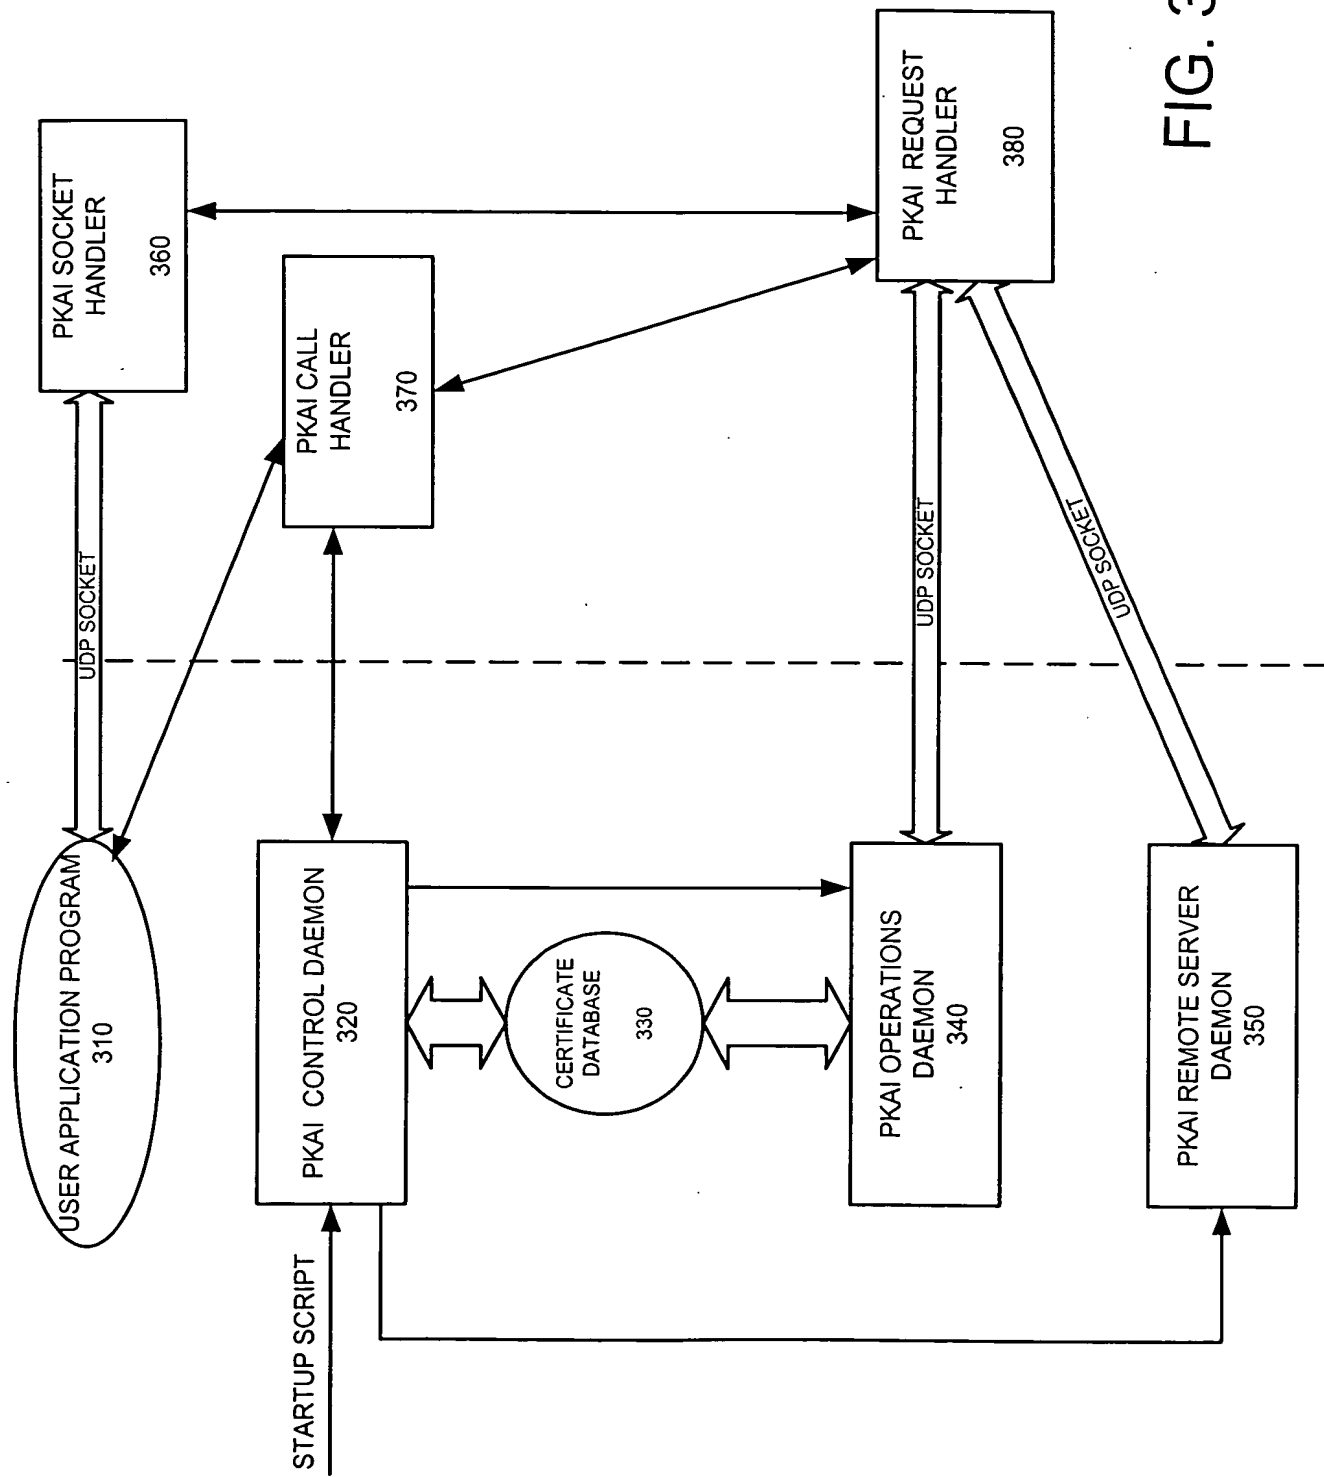 USER APPLICATION PROGRAM
310
UDP SOCKET
PKAI SOCKET
HANDLER
360
STARTUP SCRIPT
PKAI CONTROL DAEMON
320
PKAI CALL
HANDLER
370
CERTIFICATE
DATABASE
330
PKAI OPERATIONS
DAEMON
340
UDP SOCKET
PKAI REQUEST
HANDLER
380
PKAI REMOTE SERVER
DAEMON
350
UDP SOCKET
FIG. 3